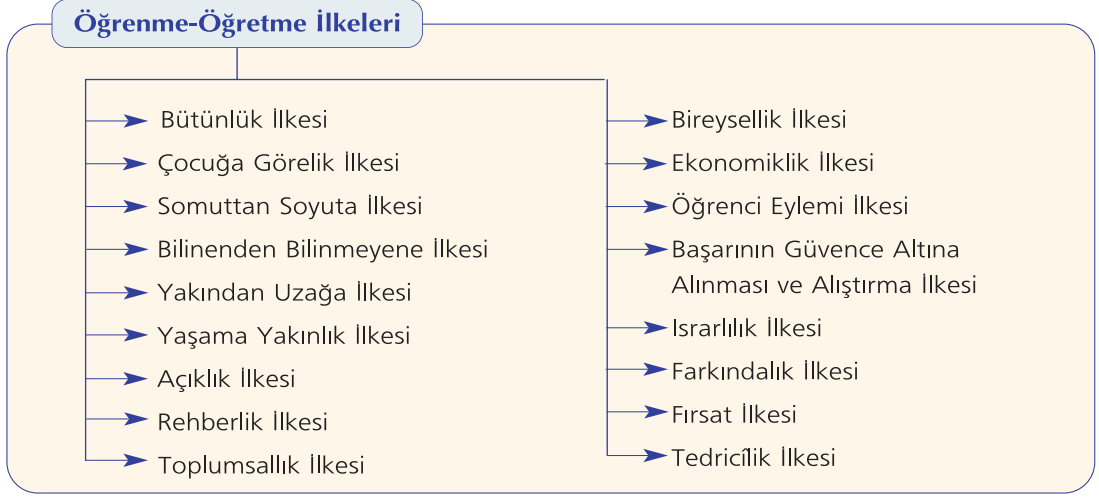 Öğrenme-Öğretme İlkeleri
Bütünlük İlkesi
Çocuğa Görelik İlkesi
Somuttan Soyuta İlkesi
Bilinenden Bilinmeyene İlkesi
Yakından Uzağa İlkesi
Yaşama Yakınlık İlkesi
Açıklık İlkesi
Rehberlik İlkesi
Toplumsallık İlkesi
Bireysellik İlkesi
Ekonomiklik İlkesi
Öğrenci Eylemi İlkesi
Başarının Güvence Altına
Alınması ve Alıştırma İlkesi
Israrlılık İlkesi
Farkındalık İlkesi
Fırsat İlkesi
Tedricîlik İlkesi